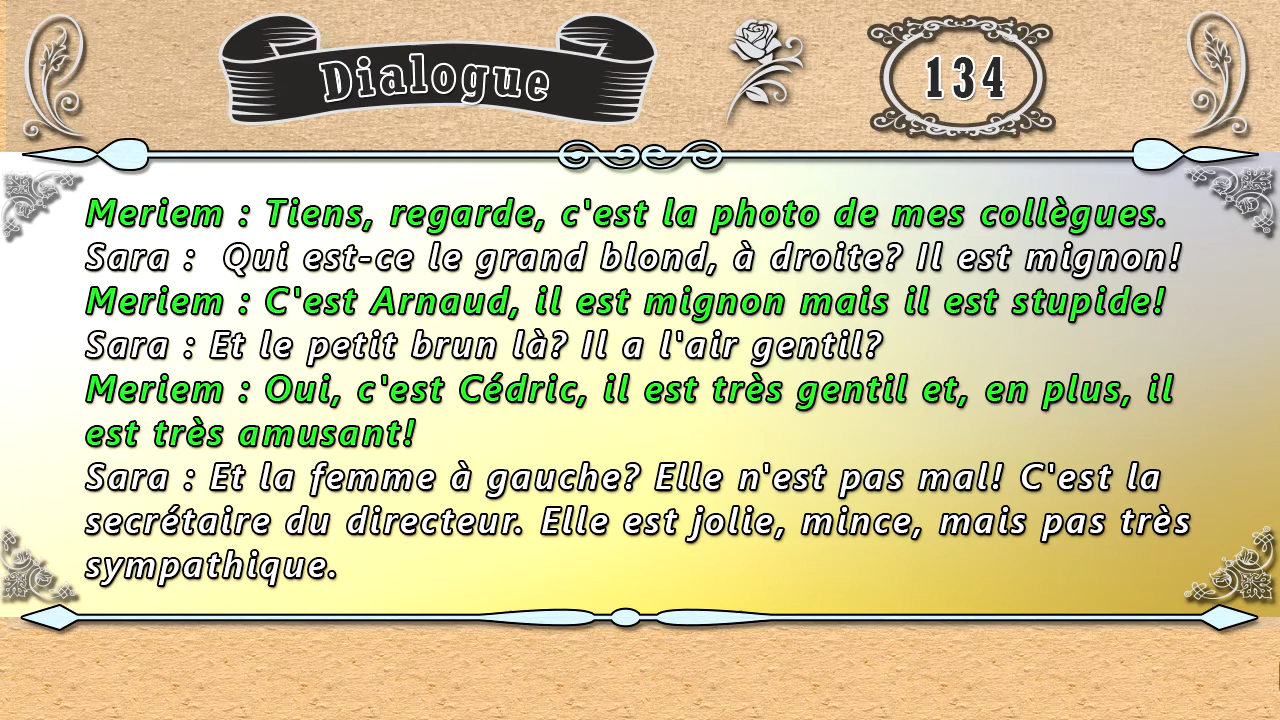 Dialogue
134
Meriem : Tiens, regarde, c'est la photo de mes collègues.
Sara :  Qui est-ce le grand blond, à droite? Il est mignon!
Meriem : C'est Arnaud, il est mignon mais il est stupide!
Sara : Et le petit brun là? Il a l'air gentil?
Meriem : Oui, c'est Cédric, il est très gentil et, en plus, il
est très amusant!
Sara : Et la femme à gauche? Elle n'est pas mal! C'est la
secrétaire du directeur. Elle est jolie, mince, mais pas très
sympathique.